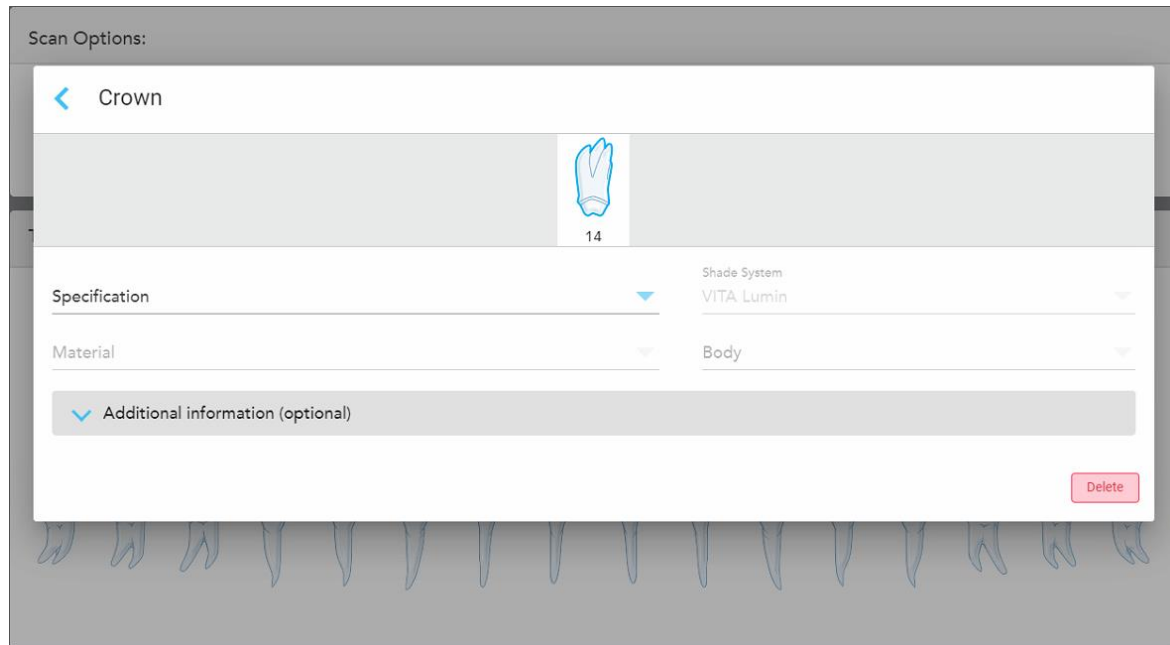 Scan Options:
Crown
14
Specification
Shade System
VITA Lumin
Material
Body
Additional information (optional)
Delete